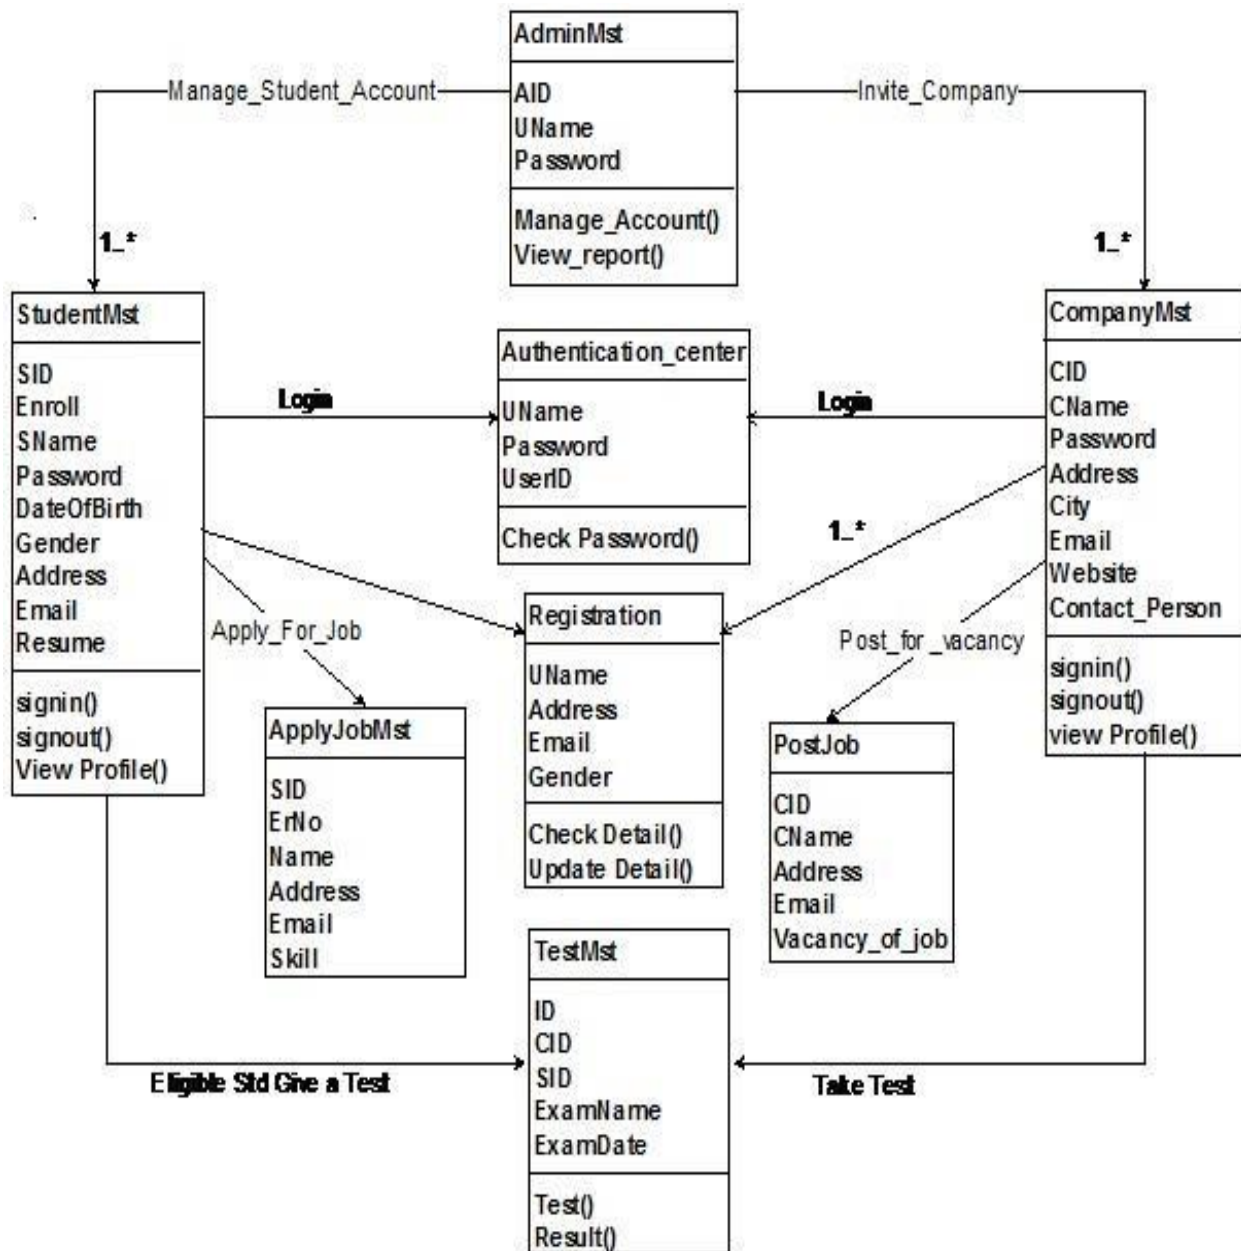 AdminMst
AID
UName
Password
Manage_Account()
View_report()
Manage_Student_Account
Invite_Company
1..*
1..*
StudentMst
SID
Enroll
SName
Password
DateOfBirth
Gender
Address
Email
Resume
signin()
signout()
View Profile()
Login
Authentication_center
UName
Password
UserID
Check Password()
Login
CompanyMst
CID
CName
Password
Address
City
Email
Website
Contact_Person
signin()
signout()
view Profile()
1..*
Apply_For_Job
Registration
UName
Address
Email
Gender
Check Detail()
Update Detail()
Post_for _vacancy
ApplyJobMst
SID
ErNo
Name
Address
Email
Skill
PostJob
CID
CName
Address
Email
Vacancy_of_job
TestMst
ID
CID
SID
ExamName
ExamDate
Test()
Result()
Eligible Std Give a Test
Take Test